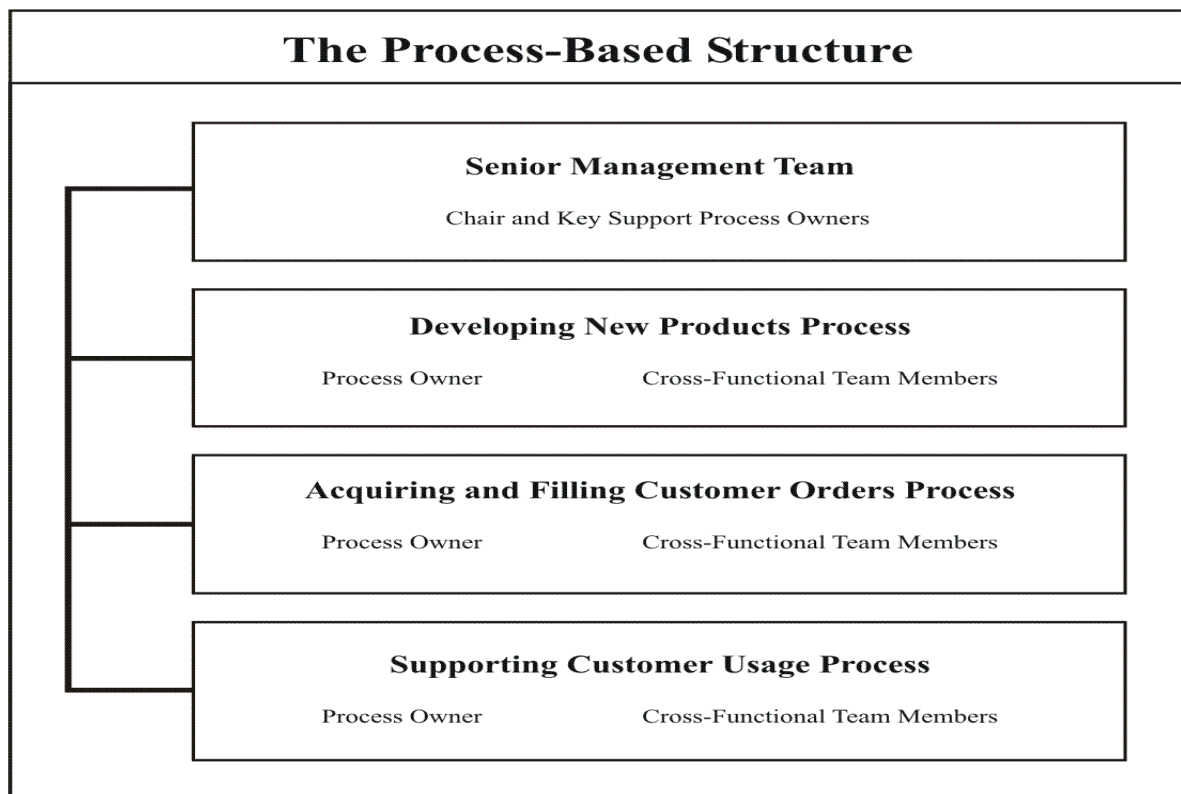 The Process-Based Structure
Senior Management Team
Chair and Key Support Process Owners
Developing New Products Process
Process Owner Cross-Functional Team Members
Acquiring and Filling Customer Orders Process
Process Owner Cross-Functional Team Members
Supporting Customer Usage Process
Process Owner Cross-Functional Team Members